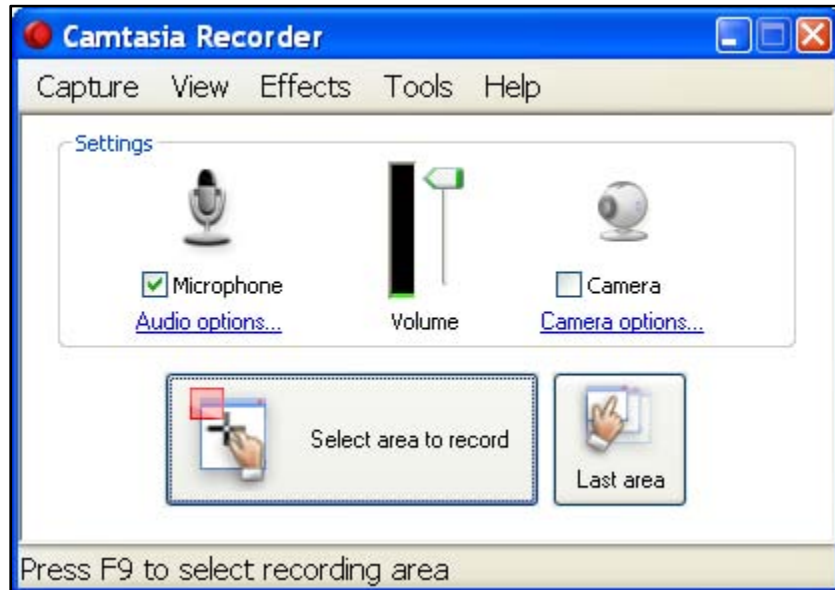 Camtasia Recorder
Capture View Effects Tools Help
Settings
Microphone
Camera
Audio options...
Volume
Camera options...
Select area to record
Last area
Press F9 to select recording area